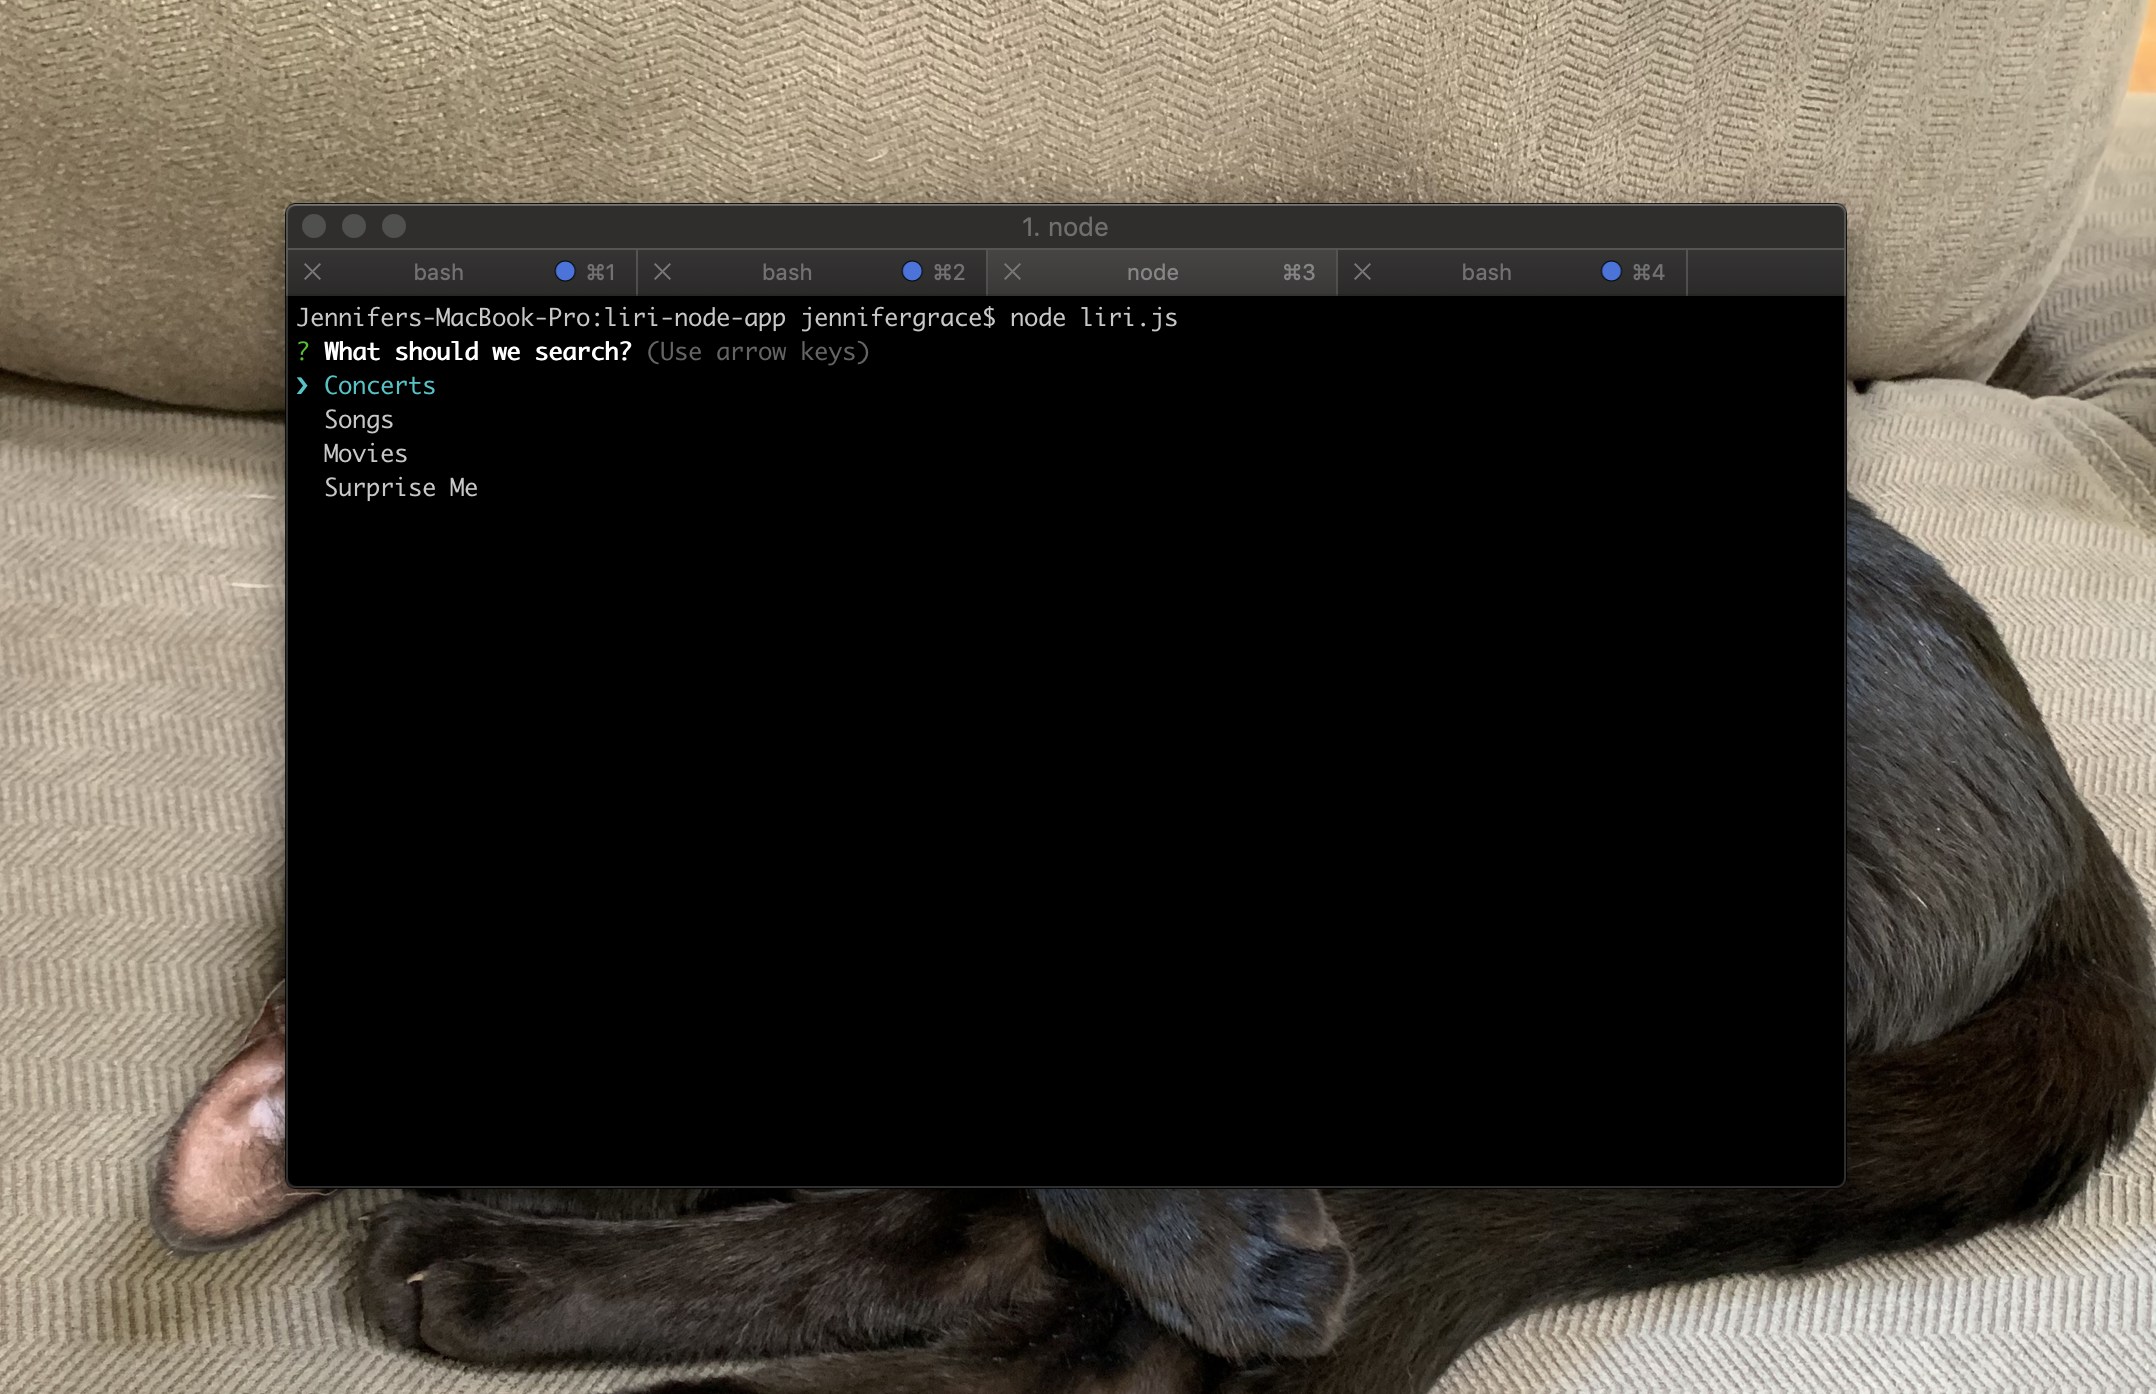 1. node
bash ⌘1 bash ⌘2 node ⌘3 bash ⌘4
Jennifers-MacBook-Pro:liri-node-app jennifergrace$ node liri.js
? What should we search? (Use arrow keys)
❯ Concerts
Songs
Movies
Surprise Me